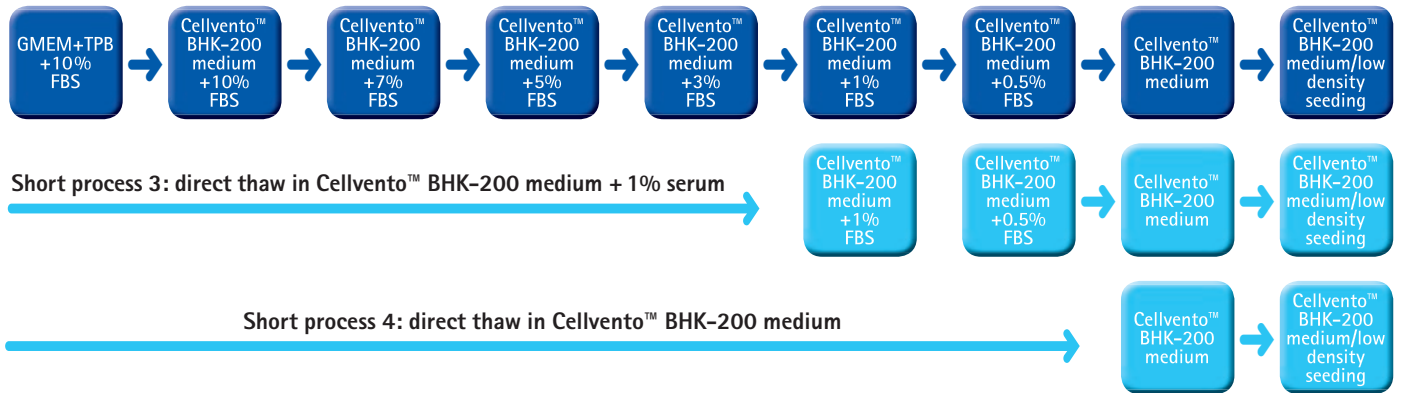 GMEM+TPB
+10%
FBS
Cellvento™
BHK-200
medium
+10%
FBS
Cellvento™
BHK-200
medium
+7%
FBS
Cellvento™
BHK-200
medium
+5%
FBS
Cellvento™
BHK-200
medium
+3%
FBS
Cellvento™
BHK-200
medium
+1%
FBS
Cellvento™
BHK-200
medium
+0.5%
FBS
Cellvento™
BHK-200
medium
Cellvento™
BHK-200
medium/low
density
seeding
Short process 3: direct thaw in Cellvento™ BHK-200 medium + 1% serum
Cellvento™
BHK-200
medium
+1%
FBS
Cellvento™
BHK-200
medium
+0.5%
FBS
Cellvento™
BHK-200
medium
Cellvento™
BHK-200
medium/low
density
seeding
Short process 4: direct thaw in Cellvento™ BHK-200 medium
Cellvento™
BHK-200
medium
Cellvento™
BHK-200
medium/low
density
seeding